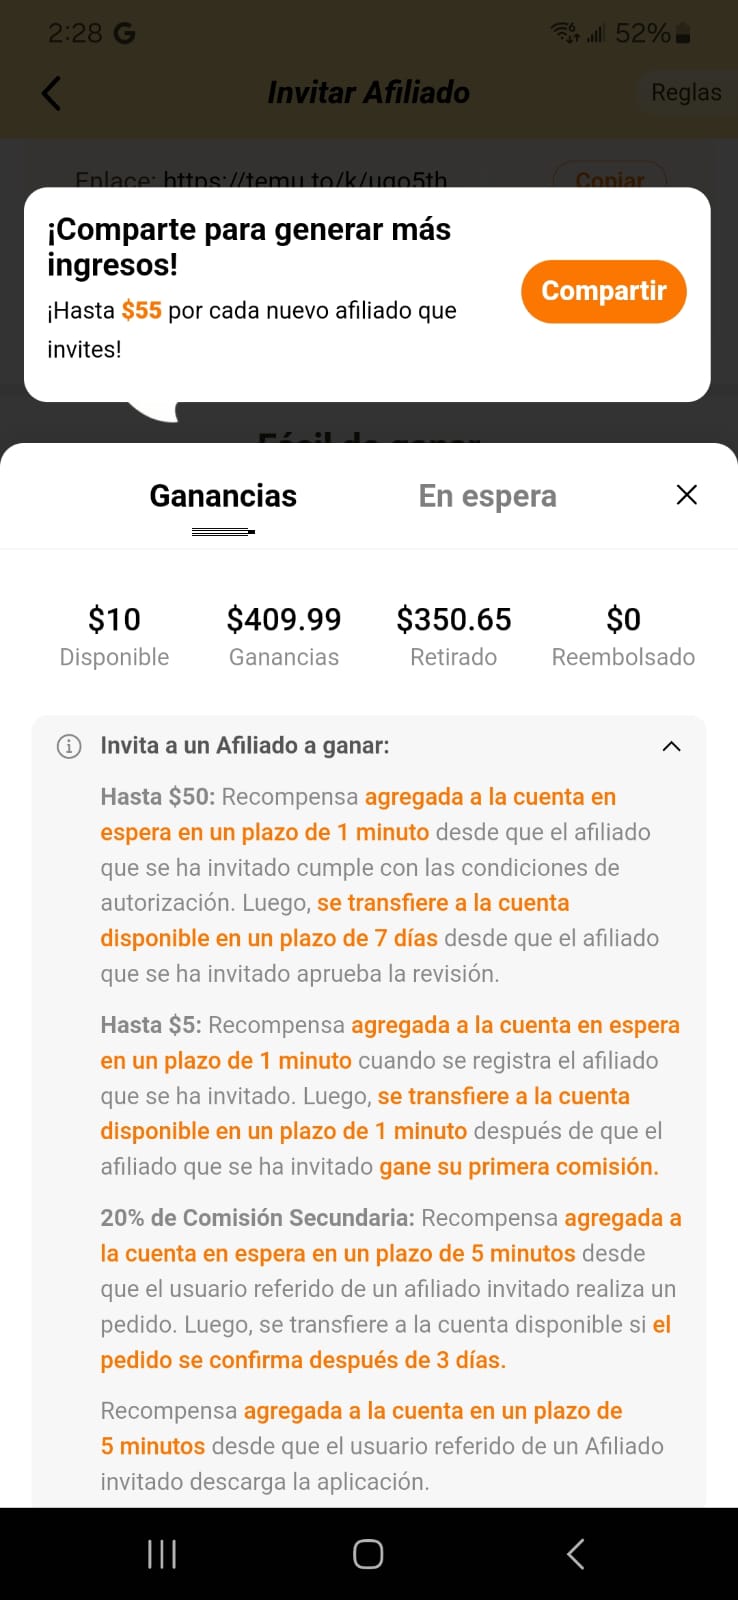 2:28 G 52%
Invitar Afiliado
Reglas
Enlace: https://temu.to/k/uqo5th
Copiar
¡Comparte para generar más
ingresos!
¡Hasta $55 por cada nuevo afiliado que
invites!
Compartir
Fácil de ganar
Ganancias
En espera
$10 $409.99 $350.65 $0
Disponible Ganancias Retirado Reembolsado
Invita a un Afiliado a ganar:
Hasta $50: Recompensa agregada a la cuenta en
espera en un plazo de 1 minuto desde que el afiliado
que se ha invitado cumple con las condiciones de
autorización. Luego, se transfiere a la cuenta
disponible en un plazo de 7 días desde que el afiliado
que se ha invitado aprueba la revisión.
Hasta $5: Recompensa agregada a la cuenta en espera
en un plazo de 1 minuto cuando se registra el afiliado
que se ha invitado. Luego, se transfiere a la cuenta
disponible en un plazo de 1 minuto después de que el
afiliado que se ha invitado gane su primera comisión.
20% de Comisión Secundaria: Recompensa agregada a
la cuenta en espera en un plazo de 5 minutos desde
que el usuario referido de un afiliado invitado realiza un
pedido. Luego, se transfiere a la cuenta disponible si el
pedido se confirma después de 3 días.
Recompensa agregada a la cuenta en un plazo de
5 minutos desde que el usuario referido de un Afiliado
invitado descarga la aplicación.